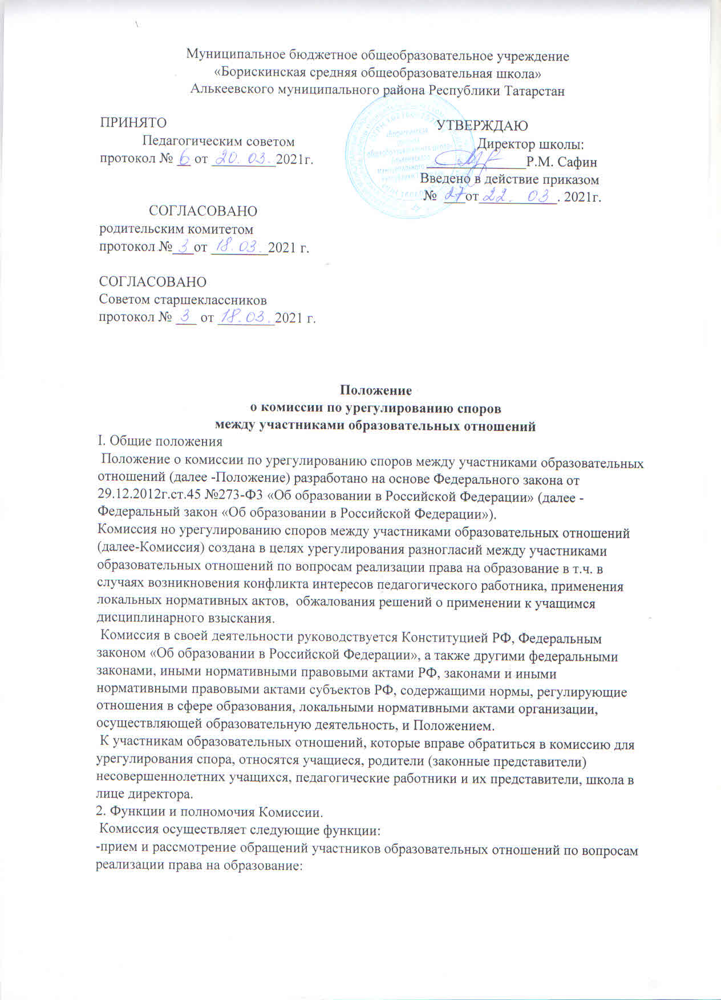 Муниципальное бюджетное общеобразовательное учреждение
«Борискинская средняя общеобразовательная школа»
Алькеевского муниципального района Республики Татарстан
ПРИНЯТО
Педагогическим советом
протокол № 6 от 20. 03. 2021г.
УТВЕРЖДАЮ
Директор школы:
Р.М. Сафин
Введено в действие приказом
№ 27 от 22. 03. 2021г.
СОГЛАСОВАНО
родительским комитетом
протокол № 3 от 18. 03. 2021 г.
СОГЛАСОВАНО
Советом старшеклассников
протокол № 3 от 18. 03. 2021 г.
Положение
о комиссии по урегулированию споров
между участниками образовательных отношений
I. Общие положения
Положение о комиссии по урегулированию споров между участниками образовательных
отношений (далее -Положение) разработано на основе Федерального закона от
29.12.2012г.ст.45 №273-ФЗ «Об образовании в Российской Федерации» (далее -
Федеральный закон «Об образовании в Российской Федерации»).
Комиссия но урегулированию споров между участниками образовательных отношений
(далее-Комиссия) создана в целях урегулирования разногласий между участниками
образовательных отношений по вопросам реализации права на образование в т.ч. в
случаях возникновения конфликта интересов педагогического работника, применения
локальных нормативных актов, обжалования решений о применении к учащимся
дисциплинарного взыскания.
Комиссия в своей деятельности руководствуется Конституцией РФ, Федеральным
законом «Об образовании в Российской Федерации», а также другими федеральными
законами, иными нормативными правовыми актами РФ, законами и иными
нормативными правовыми актами субъектов РФ, содержащими нормы, регулирующие
отношения в сфере образования, локальными нормативными актами организации,
осуществляющей образовательную деятельность, и Положением.
К участникам образовательных отношений, которые вправе обратиться в комиссию для
урегулирования спора, относятся учащиеся, родители (законные представители)
несовершеннолетних учащихся, педагогические работники и их представители, школа в
лице директора.
2. Функции и полномочия Комиссии.
Комиссия осуществляет следующие функции:
-прием и рассмотрение обращений участников образовательных отношений по вопросам
реализации права на образование: